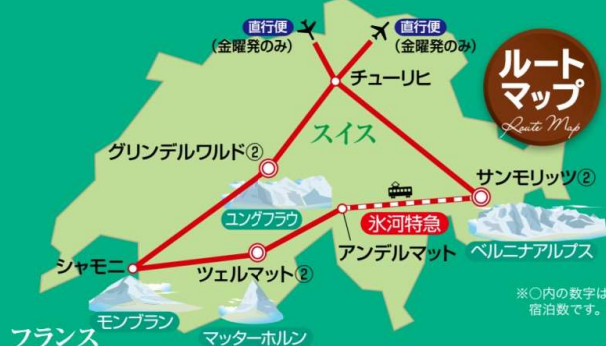 直行便
(金曜発のみ)
直行便
(金曜発のみ)
ルート
マップ
Route Map
チューリヒ
スイス
グリンデルワルド②
サンモリッツ②
ユングフラウ
氷河特急
アンデルマット
ベルニナアルプス
シャモニ
ツェルマット②
モンブラン
マッターホルン
フランス
※○内の数字は
宿泊数です。